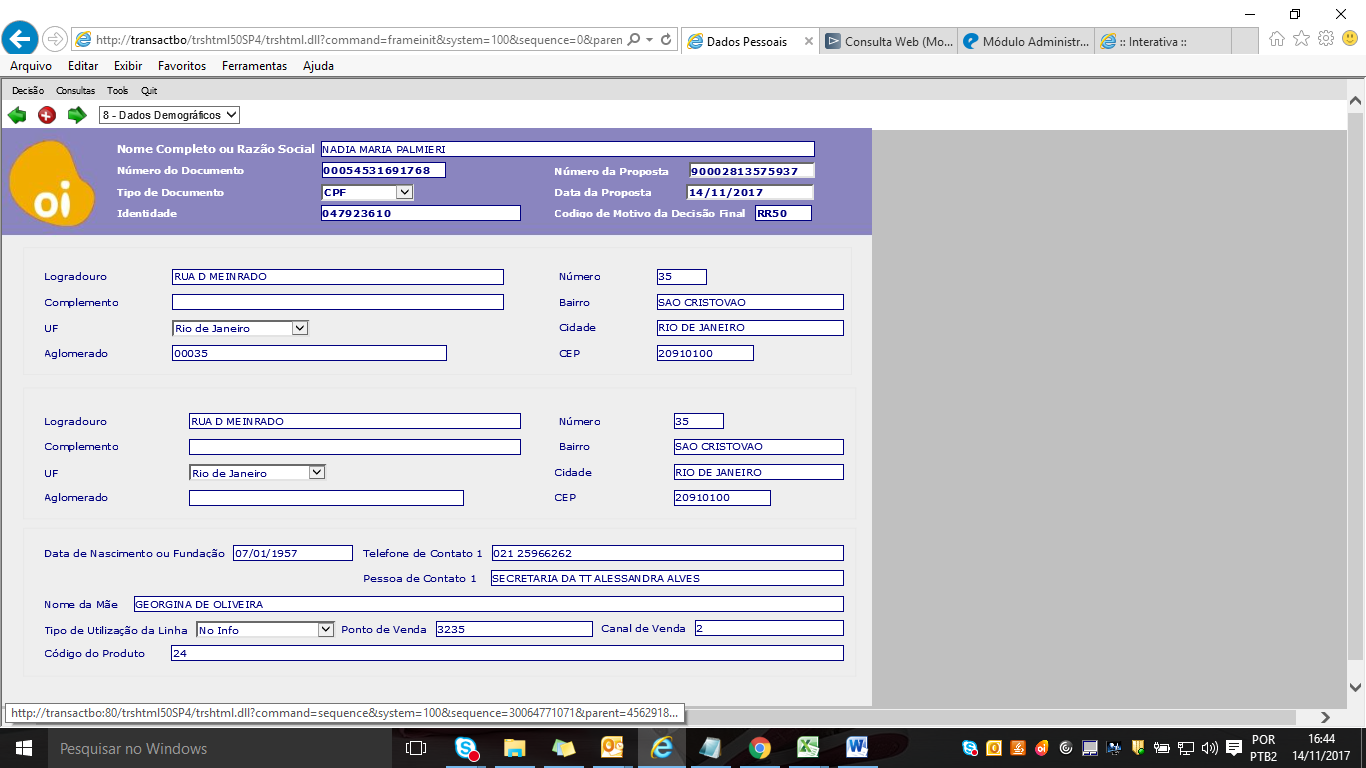 http://transactbo/trshtml50SP4/trshtml.dll?command=frameinit&system=100&sequence=0&paren
Dados Pessoais
Consulta Web (Mo...
Módulo Administr...
:: Interativa ::
Arquivo Editar Exibir Favoritos Ferramentas Ajuda
Decisão Consultas Tools Quit
8 - Dados Demográficos
oi
Nome Completo ou Razão Social NADIA MARIA PALMIERI
Número do Documento 00054531691768 Número da Proposta 90002813575937
Tipo de Documento CPF Data da Proposta 14/11/2017
Identidade 047923610 Codigo de Motivo da Decisão Final RR50
Logradouro RUA D MEINRADO Número 35
Complemento Bairro SAO CRISTOVAO
UF Rio de Janeiro Cidade RIO DE JANEIRO
Aglomerado 00035 CEP 20910100
Logradouro RUA D MEINRADO Número 35
Complemento Bairro SAO CRISTOVAO
UF Rio de Janeiro Cidade RIO DE JANEIRO
Aglomerado CEP 20910100
Data de Nascimento ou Fundação 07/01/1957 Telefone de Contato 1 021 25966262
Pessoa de Contato 1 SECRETARIA DA TT ALESSANDRA ALVES
Nome da Mãe GEORGINA DE OLIVEIRA
Tipo de Utilização da Linha No Info Ponto de Venda 3235 Canal de Venda 2
Código do Produto 24
http://transactbo:80/trshtml50SP4/trshtml.dll?command=sequence&system=100&sequence=30064771071&parent=4562918...
Pesquisar no Windows
POR
PTB2
16:44
14/11/2017